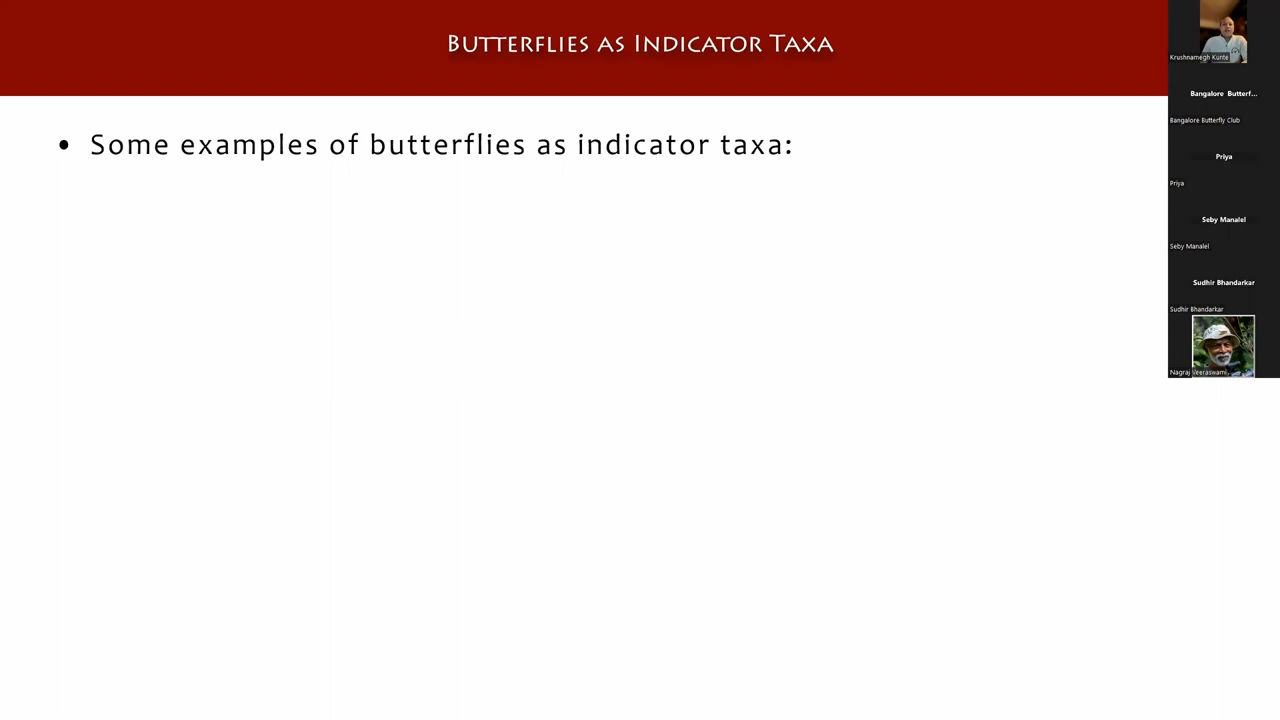 Butterflies as Indicator Taxa
• Some examples of butterflies as indicator taxa:
Krushnamegh Kunte
Bangalore Butterf...
Bangalore Butterfly Club
Priya
Priya
Seby Manalel
Seby Manalel
Sudhir Bhandarkar
Sudhir Bhandarkar
Nagraj Veeraswami